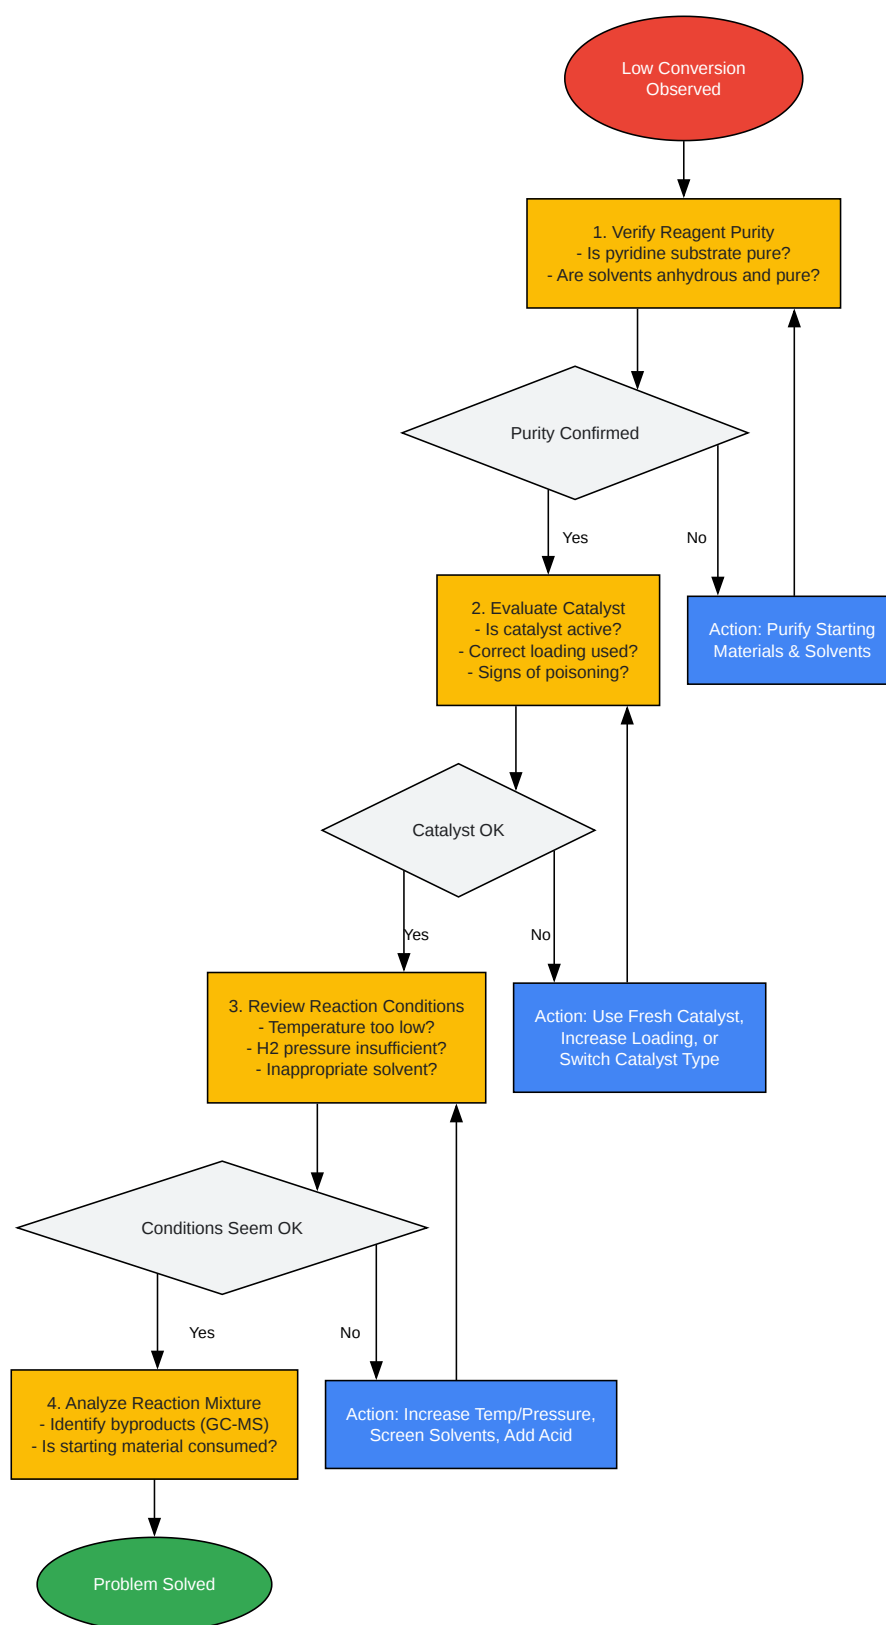 Low Conversion
Observed
1. Verify Reagent Purity
- Is pyridine substrate pure?
- Are solvents anhydrous and pure?
Purity Confirmed
Yes
No
2. Evaluate Catalyst
- Is catalyst active?
- Correct loading used?
- Signs of poisoning?
Action: Purify Starting
Materials & Solvents
Catalyst OK
Yes
No
3. Review Reaction Conditions
- Temperature too low?
- H2 pressure insufficient?
- Inappropriate solvent?
Action: Use Fresh Catalyst,
Increase Loading, or
Switch Catalyst Type
Conditions Seem OK
Yes
No
4. Analyze Reaction Mixture
- Identify byproducts (GC-MS)
- Is starting material consumed?
Action: Increase Temp/Pressure,
Screen Solvents, Add Acid
Problem Solved